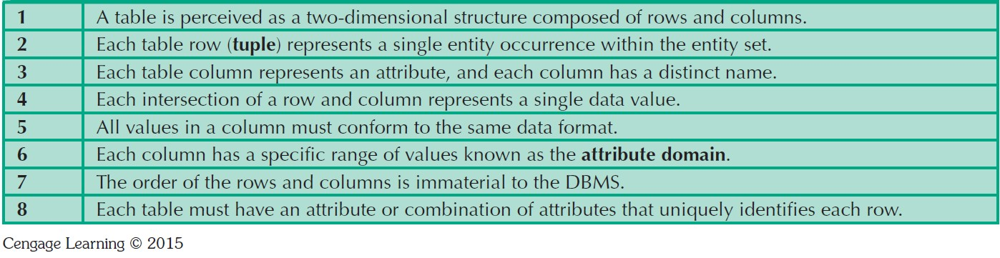 1 A table is perceived as a two-dimensional structure composed of rows and columns.
2 Each table row (tuple) represents a single entity occurrence within the entity set.
3 Each table column represents an attribute, and each column has a distinct name.
4 Each intersection of a row and column represents a single data value.
5 All values in a column must conform to the same data format.
6 Each column has a specific range of values known as the attribute domain.
7 The order of the rows and columns is immaterial to the DBMS.
8 Each table must have an attribute or combination of attributes that uniquely identifies each row.
Cengage Learning © 2015